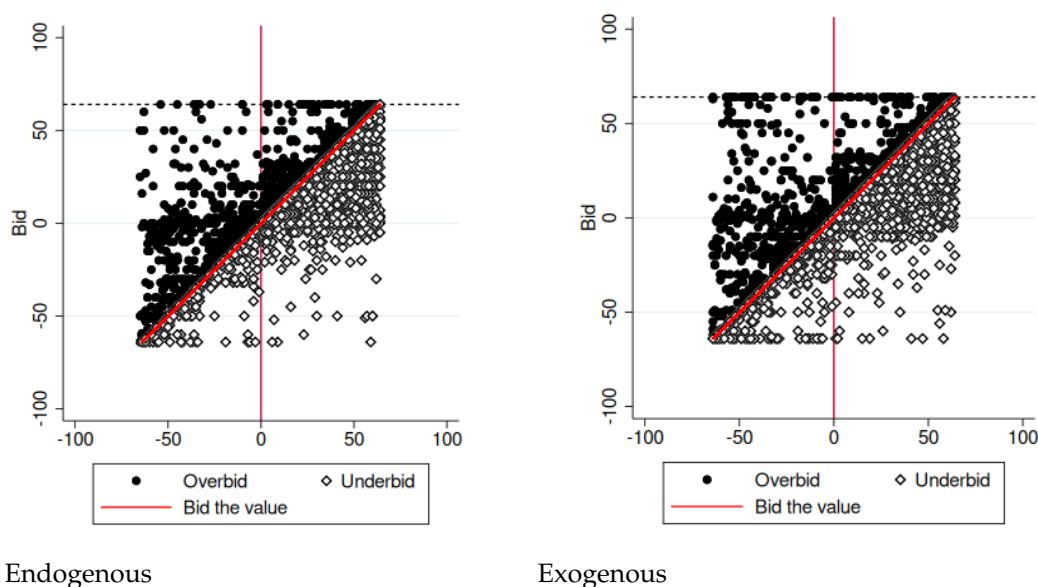 100
50
0
-50
-100
Bid
-100 -50 0 50 100
Overbid Underbid
Bid the value
Endogenous
100
50
0
-50
-100
Bid
-100 -50 0 50 100
Overbid Underbid
Bid the value
Exogenous